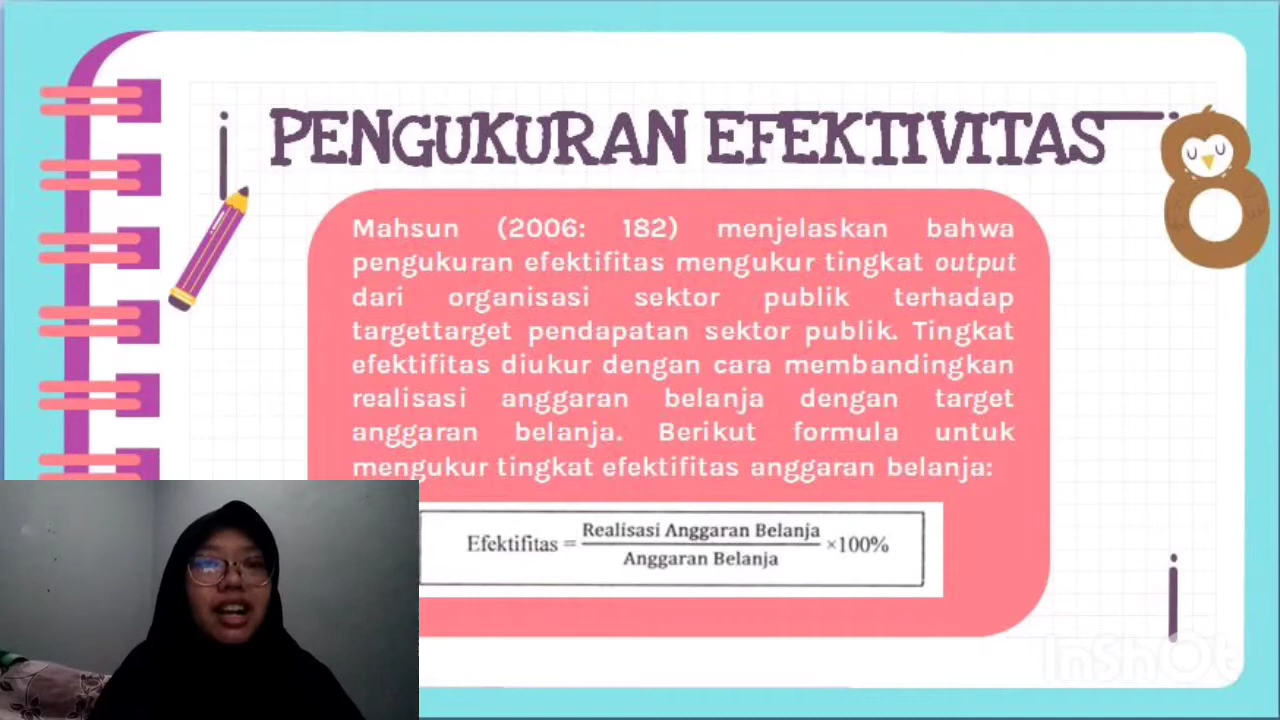 PENGUKURAN EFEKTIVITAS
Mahsun (2006: 182) menjelaskan bahwa
pengukuran efektifitas mengukur tingkat output
dari organisasi sektor publik terhadap
targettarget pendapatan sektor publik. Tingkat
efektifitas diukur dengan cara membandingkan
realisasi anggaran belanja dengan target
anggaran belanja. Berikut formula untuk
mengukur tingkat efektifitas anggaran belanja:
Realisasi Anggaran Belanja
Efektifitas = ×100%
Anggaran Belanja
InShOt